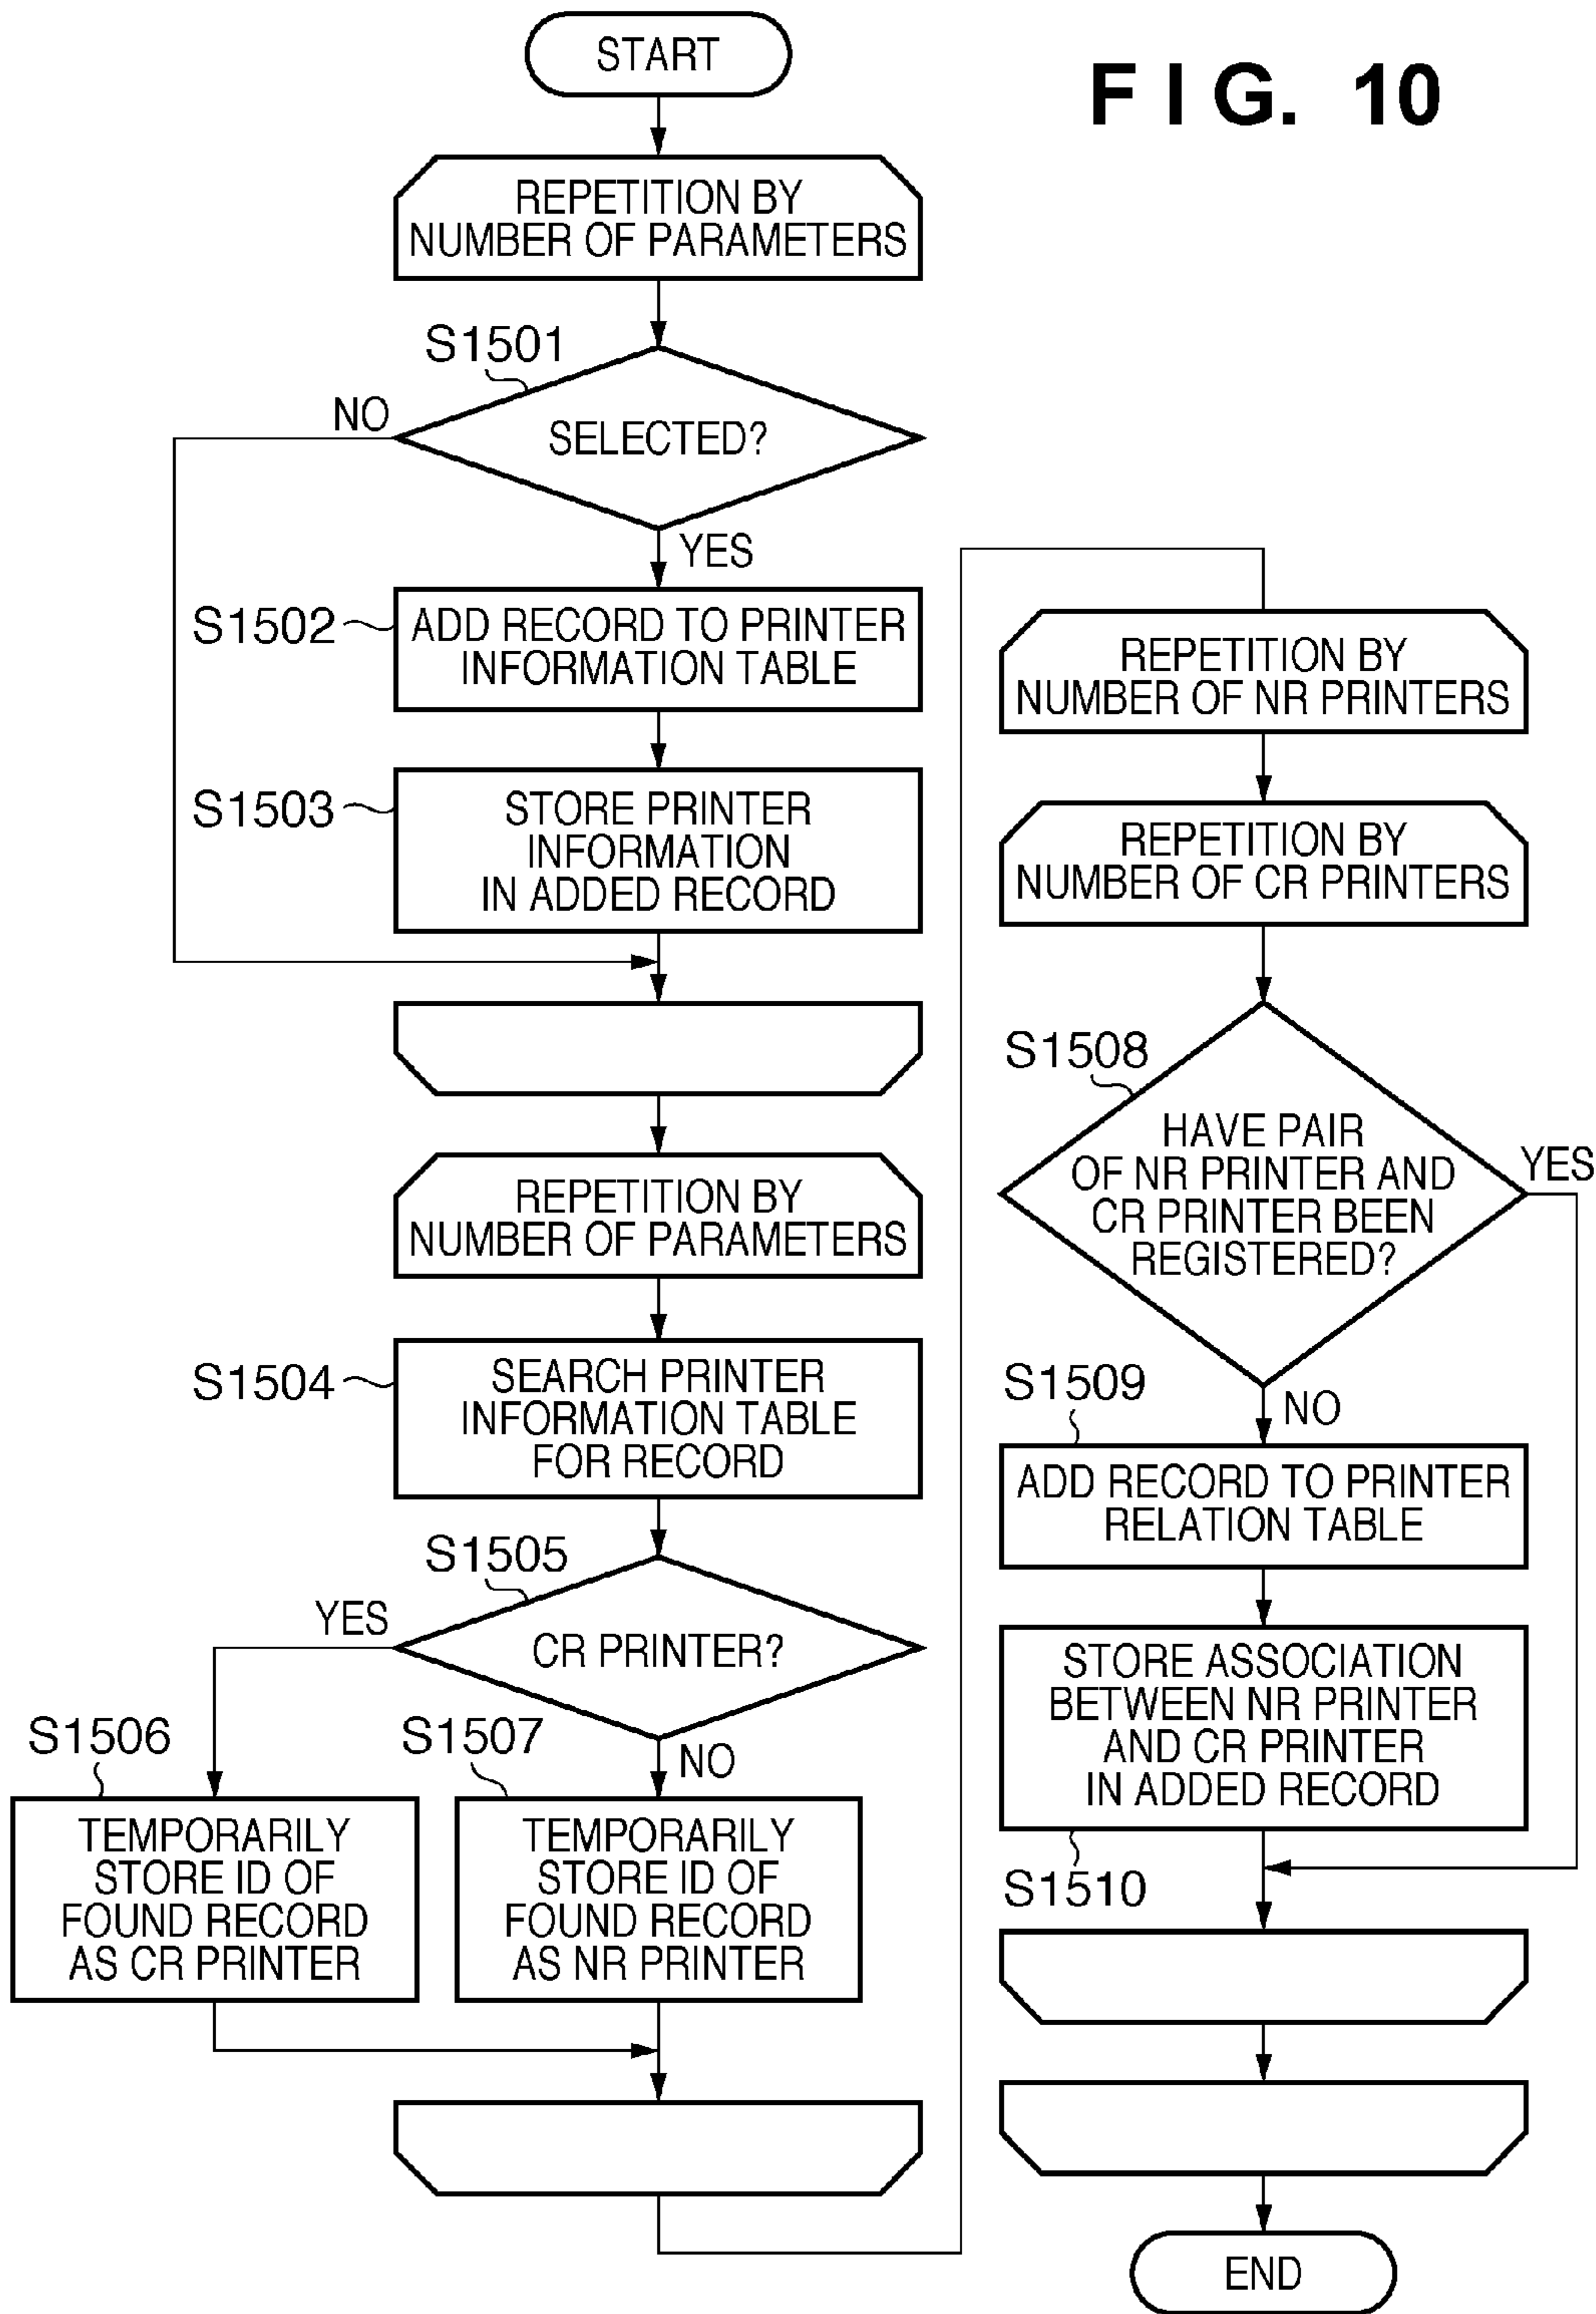 FIG. 10
START
REPETITION BY
NUMBER OF PARAMETERS
S1501
SELECTED?
NO
YES
S1502
ADD RECORD TO PRINTER
INFORMATION TABLE
S1503
STORE PRINTER
INFORMATION
IN ADDED RECORD
REPETITION BY
NUMBER OF PARAMETERS
S1504
SEARCH PRINTER
INFORMATION TABLE
FOR RECORD
S1505
CR PRINTER?
YES
NO
S1506
TEMPORARILY
STORE ID OF
FOUND RECORD
AS CR PRINTER
S1507
TEMPORARILY
STORE ID OF
FOUND RECORD
AS NR PRINTER
REPETITION BY
NUMBER OF NR PRINTERS
REPETITION BY
NUMBER OF CR PRINTERS
S1508
HAVE PAIR
OF NR PRINTER AND
CR PRINTER BEEN
REGISTERED?
YES
NO
S1509
ADD RECORD TO PRINTER
RELATION TABLE
STORE ASSOCIATION
BETWEEN NR PRINTER
AND CR PRINTER
IN ADDED RECORD
S1510
END